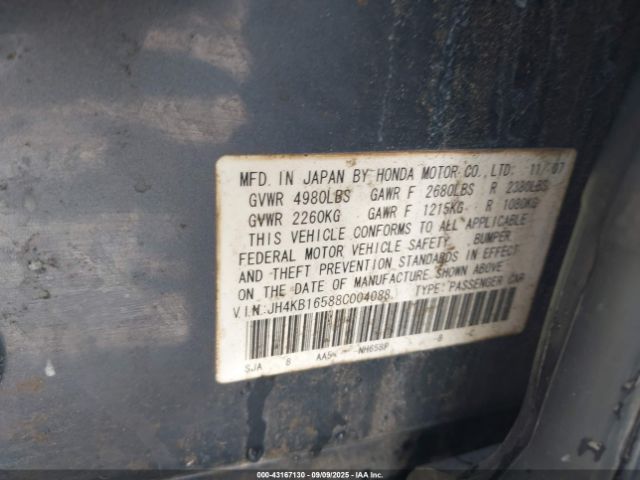 MFD. IN JAPAN BY HONDA MOTOR CO., LTD. 11/07
GVWR 4980LBS GAWR F 2680LBS R 2380LBS
GVWR 2260KG GAWR F 1215KG R 1080KG
THIS VEHICLE CONFORMS TO ALL APPLICABLE
FEDERAL MOTOR VEHICLE SAFETY, BUMPER
AND THEFT PREVENTION STANDARDS IN EFFECT
ON THE DATE OF MANUFACTURE SHOWN ABOVE.
V.I.N.: JH4KB16588C004088 TYPE: PASSENGER CAR
SJA 8 AA5 NH658P -8 -C
000-43167130 - 09/09/2025 - IAAI.COM